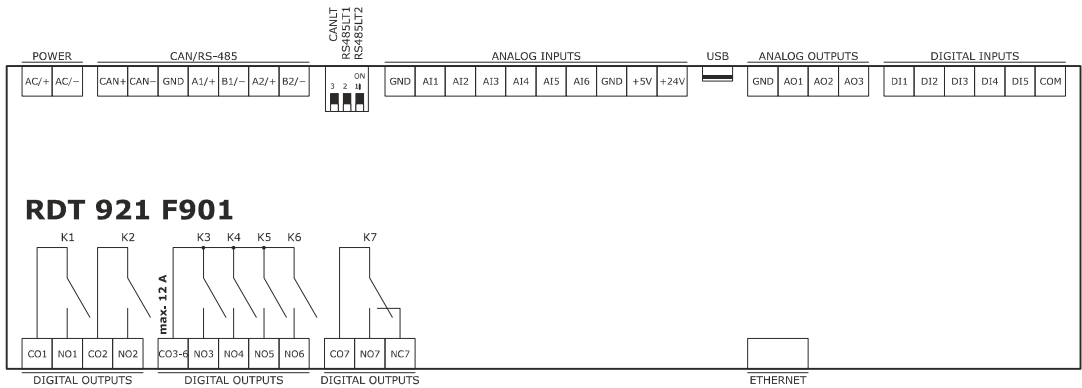 CANLT
RS485LT1
RS485LT2
POWER CAN/RS-485 ANALOG INPUTS USB ANALOG OUTPUTS DIGITAL INPUTS
AC/+ AC/− CAN+ CAN− GND A1/+ B1/− A2/+ B2/− GND AI1 AI2 AI3 AI4 AI5 AI6 GND +5V +24V GND AO1 AO2 AO3 DI1 DI2 DI3 DI4 DI5 COM
ON
3 2 1
RDT 921 F901
K1 K2 K3 K4 K5 K6 K7
max. 12 A
CO1 NO1 CO2 NO2 CO3-6 NO3 NO4 NO5 NO6 CO7 NO7 NC7
DIGITAL OUTPUTS DIGITAL OUTPUTS DIGITAL OUTPUTS ETHERNET